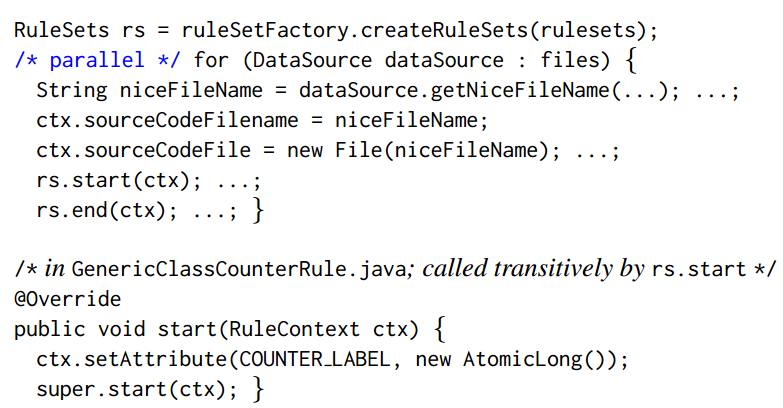 RuleSets rs = ruleSetFactory.createRuleSets(rulesets);
/* parallel */ for (DataSource dataSource : files) {
String niceFileName = dataSource.getNiceFileName(...); ...;
ctx.sourceCodeFilename = niceFileName;
ctx.sourceCodeFile = new File(niceFileName); ...;
rs.start(ctx); ...;
rs.end(ctx); ...; }
/* in GenericClassCounterRule.java; called transitively by rs.start */
@Override
public void start(RuleContext ctx) {
ctx.setAttribute(COUNTER_LABEL, new AtomicLong());
super.start(ctx); }